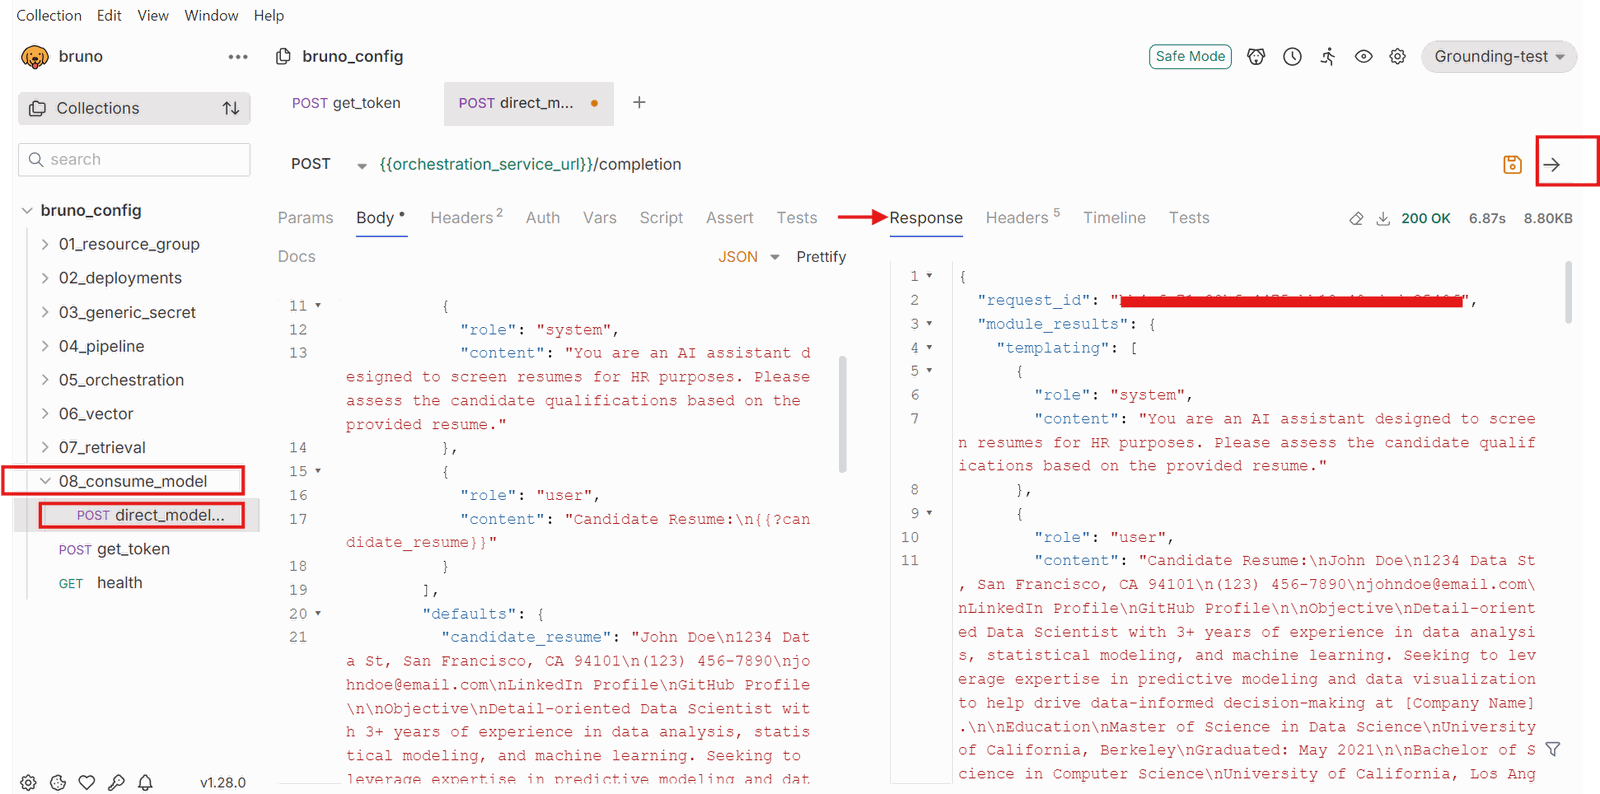 Collection Edit View Window Help
bruno ••• bruno_config Safe Mode Grounding-test
Collections
POST get_token POST direct_m... +
search
POST {{orchestration_service_url}}/completion
bruno_config
Params Body Headers 2 Auth Vars Script Assert Tests
Docs JSON Prettify
Response Headers 5 Timeline Tests 200 OK 6.87s 8.80KB
01_resource_group
02_deployments
03_generic_secret
04_pipeline
05_orchestration
06_vector
07_retrieval
08_consume_model
POST direct_model...
POST get_token
GET health
v1.28.0
11 {
12 "role": "system",
13 "content": "You are an AI assistant d
esigned to screen resumes for HR purposes. Please
assess the candidate qualifications based on the
provided resume."
14 },
15 {
16 "role": "user",
17 "content": "Candidate Resume:\n{{?can
didate_resume}}"
18 }
19 ],
20 "defaults": {
21 "candidate_resume": "John Doe\n1234 Dat
a St, San Francisco, CA 94101\n(123) 456-7890\njo
hndoe@email.com\nLinkedIn Profile\nGitHub Profile
\n\nObjective\nDetail-oriented Data Scientist wit
h 3+ years of experience in data analysis, statis
tical modeling, and machine learning. Seeking to
leverage expertise in predictive modeling and dat
1 {
2 "request_id": "",
3 "module_results": {
4 "templating": [
5 {
6 "role": "system",
7 "content": "You are an AI assistant designed to scree
n resumes for HR purposes. Please assess the candidate qualif
ications based on the provided resume."
8 },
9 {
10 "role": "user",
11 "content": "Candidate Resume:\nJohn Doe\n1234 Data St
, San Francisco, CA 94101\n(123) 456-7890\njohndoe@email.com\
nLinkedIn Profile\nGitHub Profile\n\nObjective\nDetail-orient
ed Data Scientist with 3+ years of experience in data analysi
s, statistical modeling, and machine learning. Seeking to lev
erage expertise in predictive modeling and data visualization
to help drive data-informed decision-making at [Company Name]
.\n\nEducation\nMaster of Science in Data Science\nUniversity
of California, Berkeley\nGraduated: May 2021\n\nBachelor of S
cience in Computer Science\nUniversity of California, Los Ang